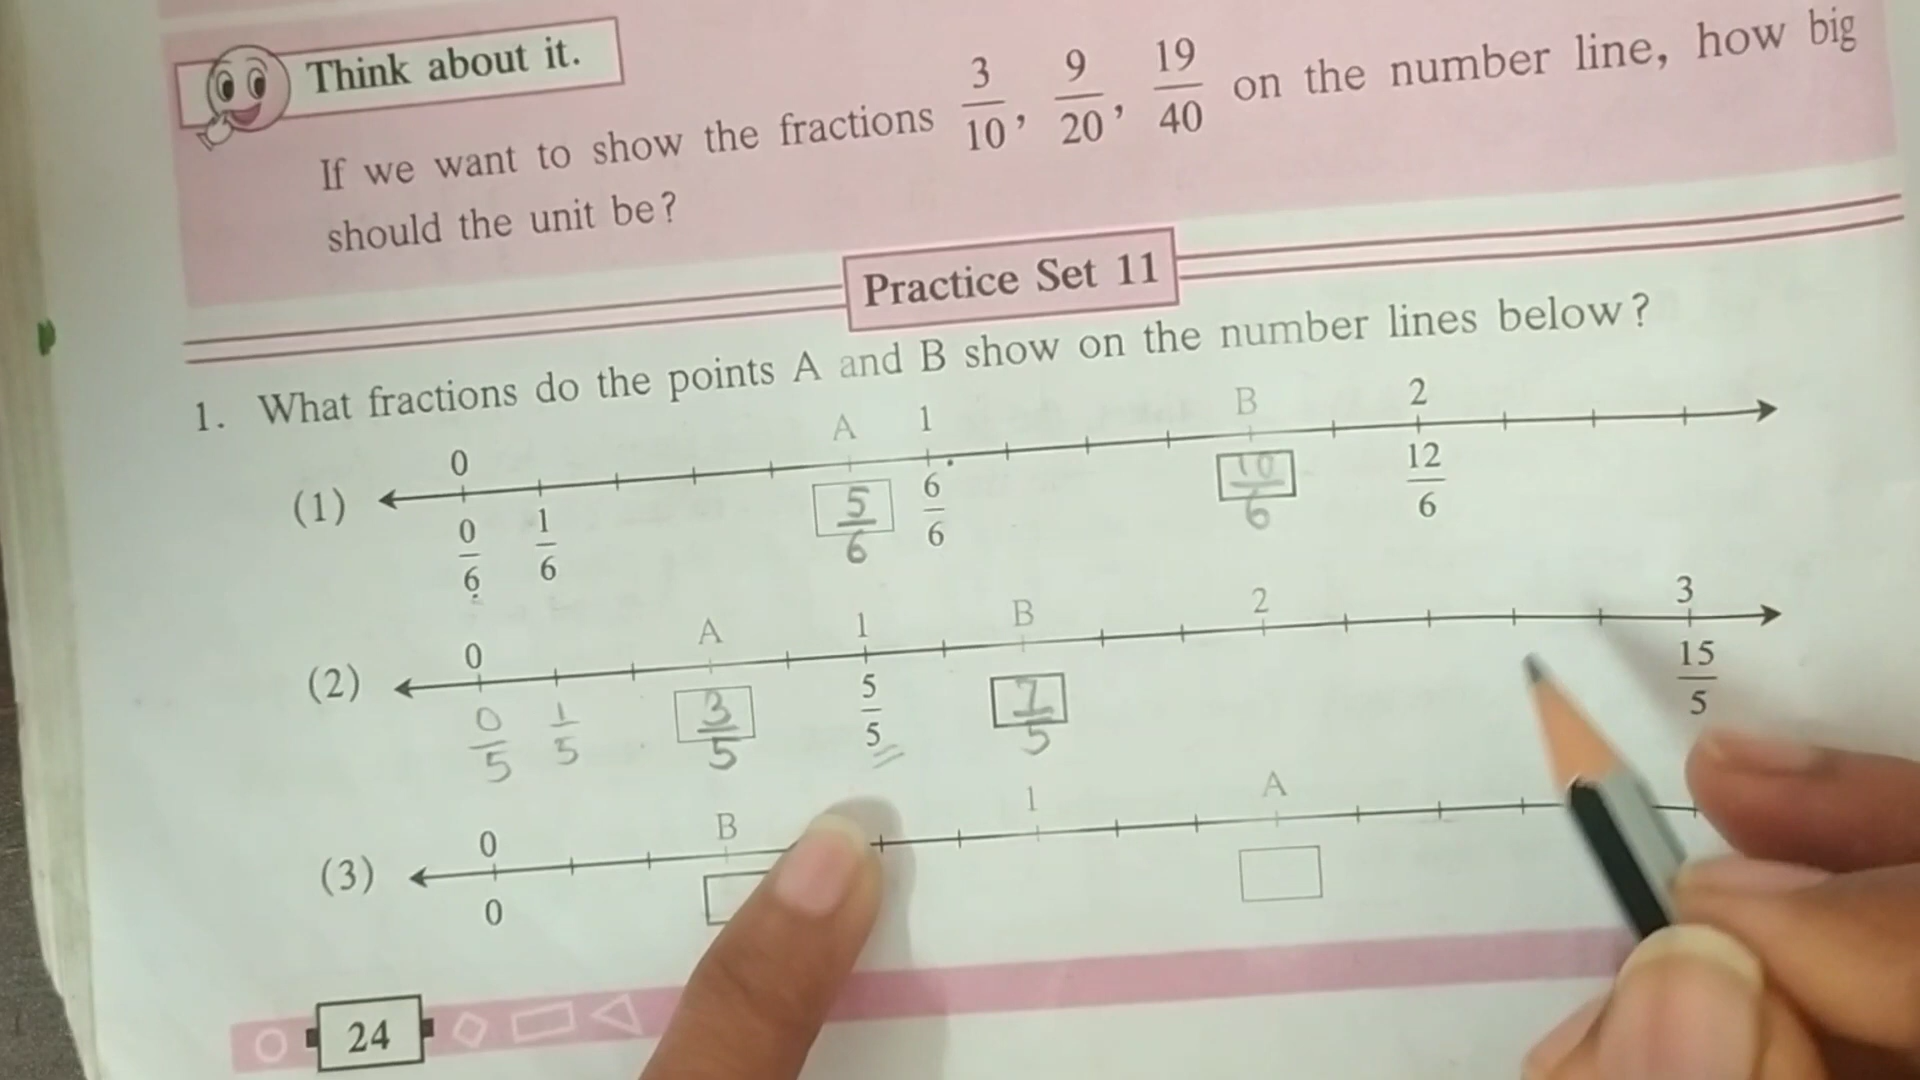 Think about it.
If we want to show the fractions 3/10, 9/20, 19/40 on the number line, how big
should the unit be?
Practice Set 11
1. What fractions do the points A and B show on the number lines below?
(1) 0 A 1 B 2
0/6 1/6 5/6 6/6 10/6 12/6
(2) 0 A 1 B 2 3
0/5 1/5 3/5 5/5 7/5 15/5
(3) 0 B 1 A
0
24